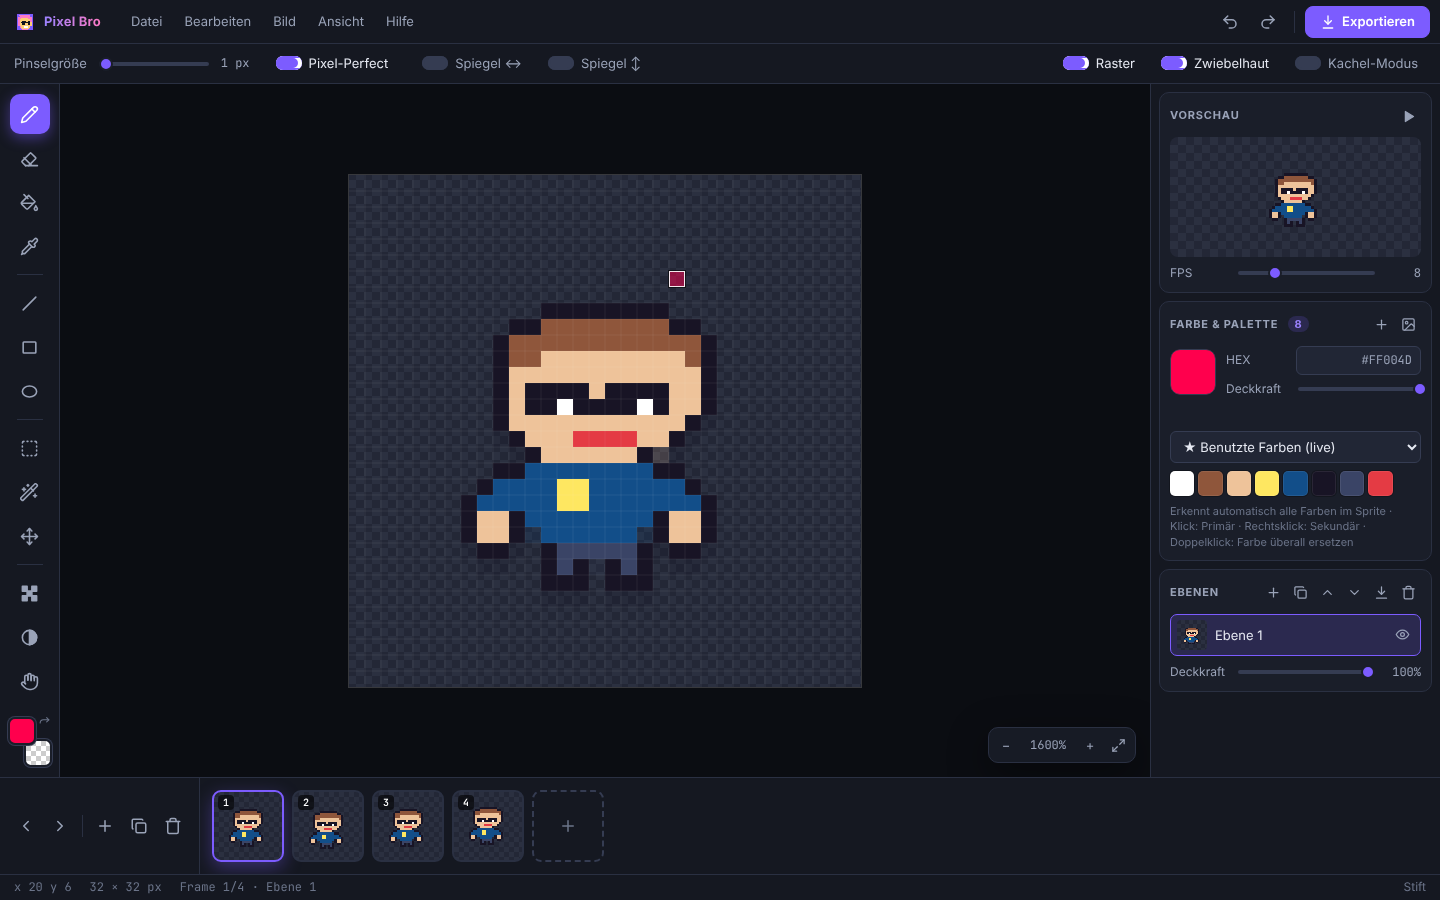 Pixel Bro Datei Bearbeiten Bild Ansicht Hilfe Exportieren
Pinselgröße 1 px Pixel-Perfect Spiegel Spiegel Raster Zwiebelhaut Kachel-Modus
VORSCHAU
FPS 8
FARBE & PALETTE 8
HEX #FF004D
Deckkraft
★ Benutzte Farben (live)
Erkennt automatisch alle Farben im Sprite ·
Klick: Primär · Rechtsklick: Sekundär ·
Doppelklick: Farbe überall ersetzen
EBENEN
Ebene 1
Deckkraft 100%
− 1600% +
1 2 3 4 +
x 20 y 6 32 × 32 px Frame 1/4 · Ebene 1 Stift